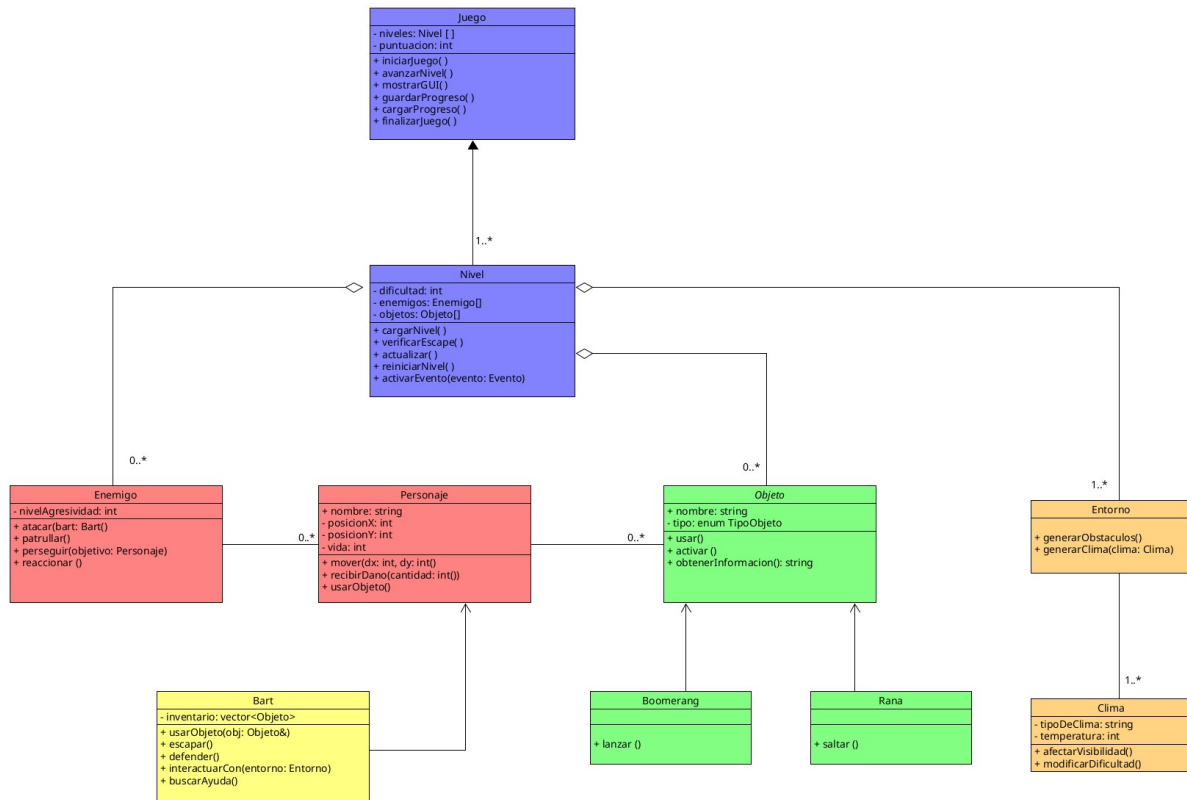 Juego
- niveles: Nivel [ ]
- puntuacion: int
+ iniciarJuego( )
+ avanzarNivel( )
+ mostrarGUI( )
+ guardarProgreso( )
+ cargarProgreso( )
+ finalizarJuego( )
1..*
Nivel
- dificultad: int
- enemigos: Enemigo[]
- objetos: Objeto[]
+ cargarNivel( )
+ verificarEscape( )
+ actualizar( )
+ reiniciarNivel( )
+ activarEvento(evento: Evento)
0..*
0..*
1..*
Enemigo
- nivelAgresividad: int
+ atacar(bart: Bart()
+ patrullar()
+ perseguir(objetivo: Personaje)
+ reaccionar ()
0..*
Personaje
+ nombre: string
- posicionX: int
- posicionY: int
- vida: int
+ mover(dx: int, dy: int()
+ recibirDano(cantidad: int())
+ usarObjeto()
0..*
Objeto
+ nombre: string
- tipo: enum TipoObjeto
+ usar()
+ activar ()
+ obtenerInformacion(): string
Entorno
+ generarObstaculos()
+ generarClima(clima: Clima)
1..*
Bart
- inventario: vector<Objeto>
+ usarObjeto(obj: Objeto&)
+ escapar()
+ defender()
+ interactuarCon(entorno: Entorno)
+ buscarAyuda()
Boomerang
+ lanzar ()
Rana
+ saltar ()
Clima
- tipoDeClima: string
- temperatura: int
+ afectarVisibilidad()
+ modificarDificultad()